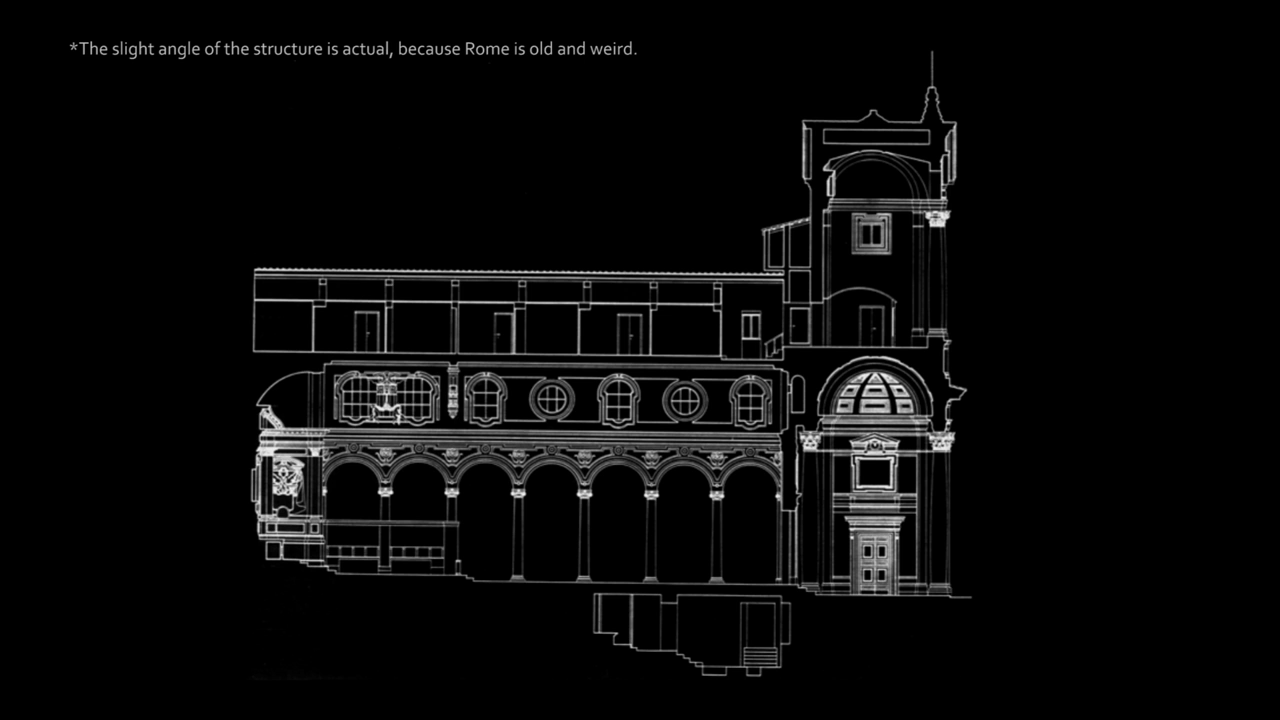 *The slight angle of the structure is actual, because Rome is old and weird.